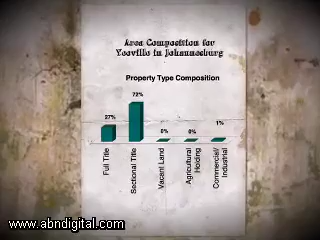 Area Composition for
Yeoville in Johannesburg
Property Type Composition
27%
72%
0%
0%
1%
Full Title
Sectional Title
Vacant Land
Agricultural
Holding
Commercial/
Industrial
www.abndigital.com